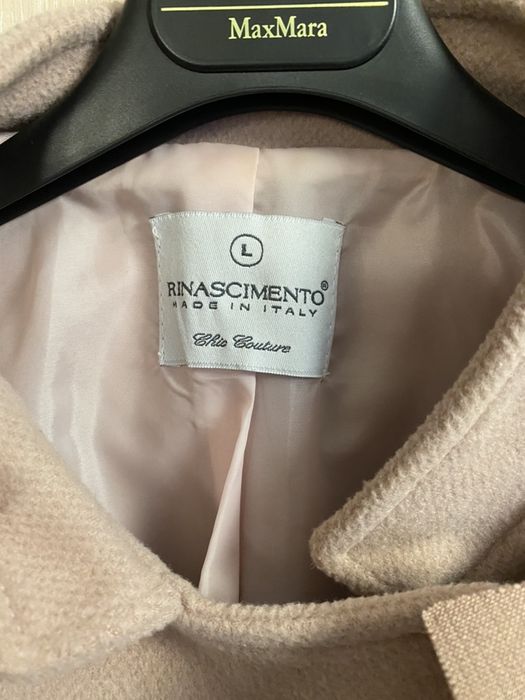 MaxMara
L
RINASCIMENTO®
MADE IN ITALY
Chic Couture